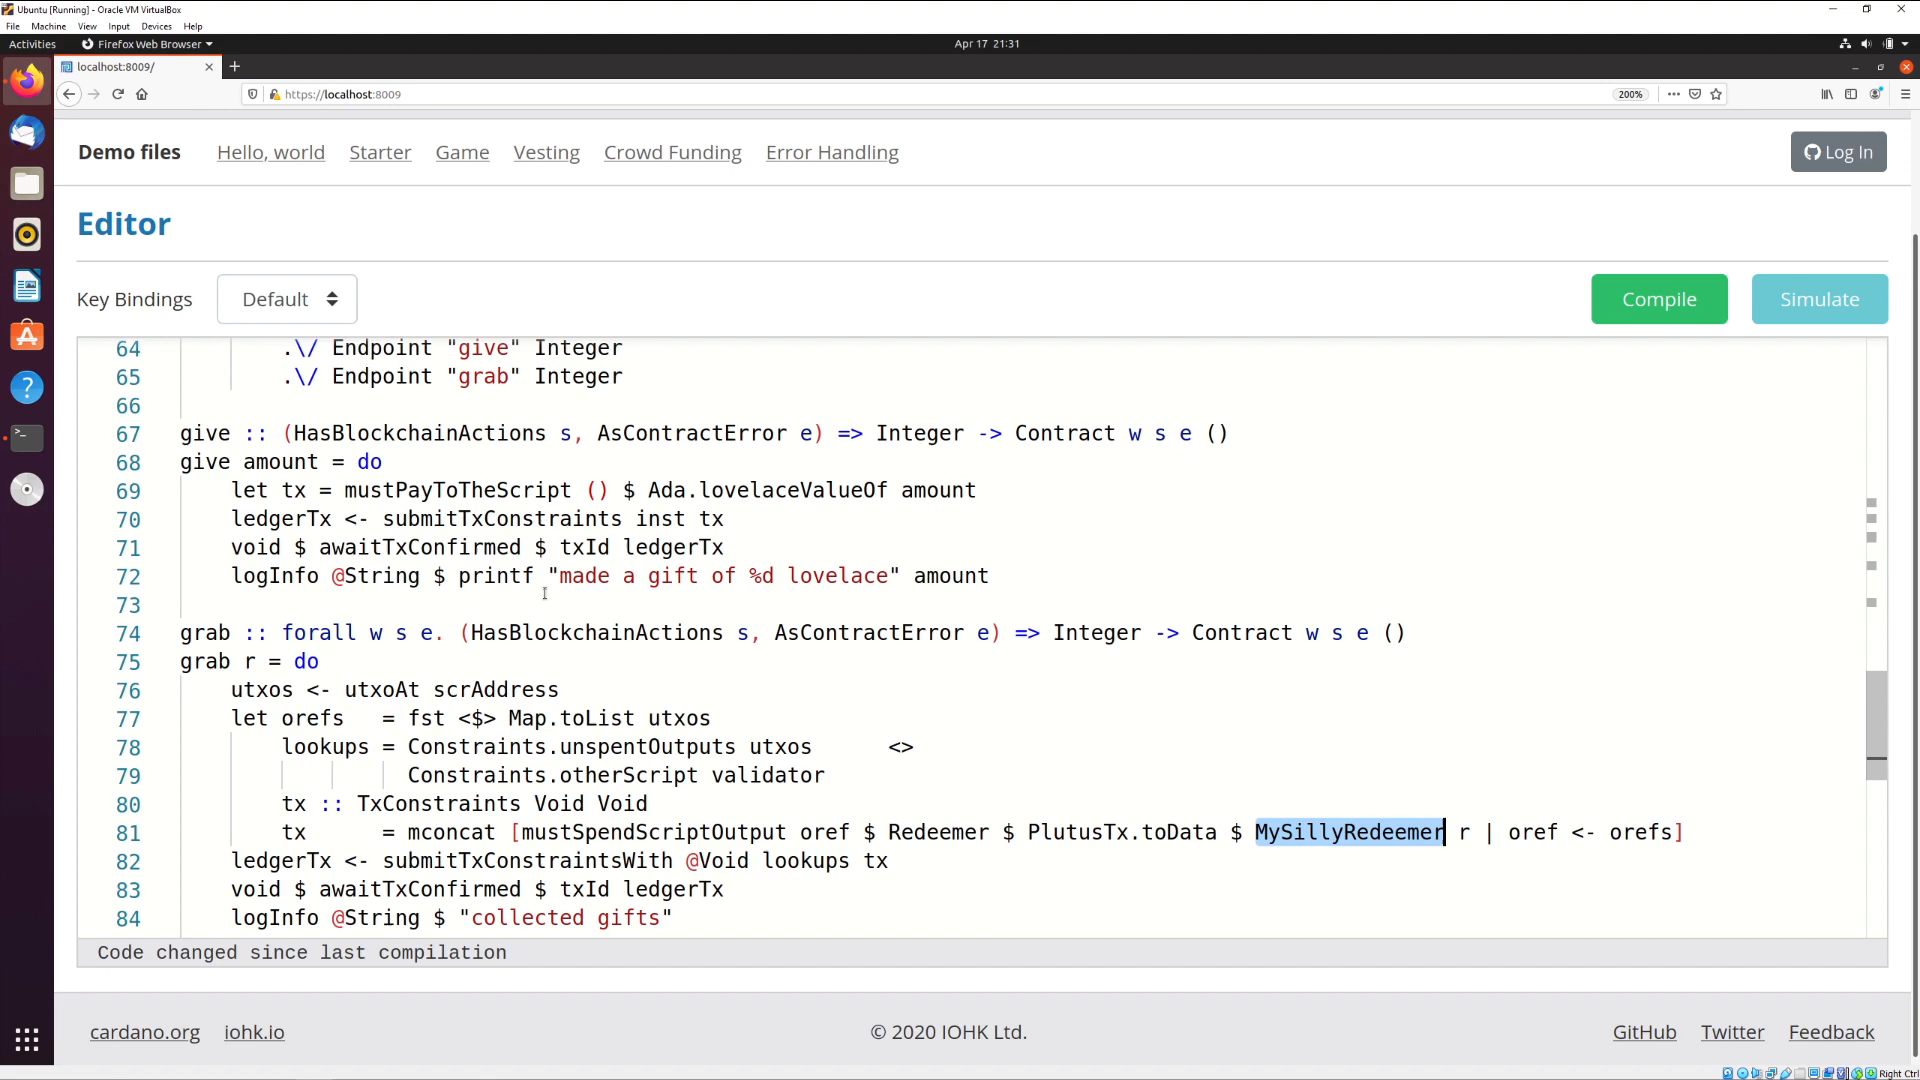 Ubuntu [Running] - Oracle VM VirtualBox
File Machine View Input Devices Help
Activities Firefox Web Browser Apr 17 21:31
localhost:8009/
https://localhost:8009 200%
Demo files Hello, world Starter Game Vesting Crowd Funding Error Handling Log In
Editor
Key Bindings Default Compile Simulate
64 .\/ Endpoint "give" Integer
65 .\/ Endpoint "grab" Integer
66
67 give :: (HasBlockchainActions s, AsContractError e) => Integer -> Contract w s e ()
68 give amount = do
69 let tx = mustPayToTheScript () $ Ada.lovelaceValueOf amount
70 ledgerTx <- submitTxConstraints inst tx
71 void $ awaitTxConfirmed $ txId ledgerTx
72 logInfo @String $ printf "made a gift of %d lovelace" amount
73
74 grab :: forall w s e. (HasBlockchainActions s, AsContractError e) => Integer -> Contract w s e ()
75 grab r = do
76 utxos <- utxoAt scrAddress
77 let orefs = fst <$> Map.toList utxos
78 lookups = Constraints.unspentOutputs utxos <>
79 Constraints.otherScript validator
80 tx :: TxConstraints Void Void
81 tx = mconcat [mustSpendScriptOutput oref $ Redeemer $ PlutusTx.toData $ MySillyRedeemer r | oref <- orefs]
82 ledgerTx <- submitTxConstraintsWith @Void lookups tx
83 void $ awaitTxConfirmed $ txId ledgerTx
84 logInfo @String $ "collected gifts"
Code changed since last compilation
cardano.org iohk.io © 2020 IOHK Ltd. GitHub Twitter Feedback
Right Ctrl